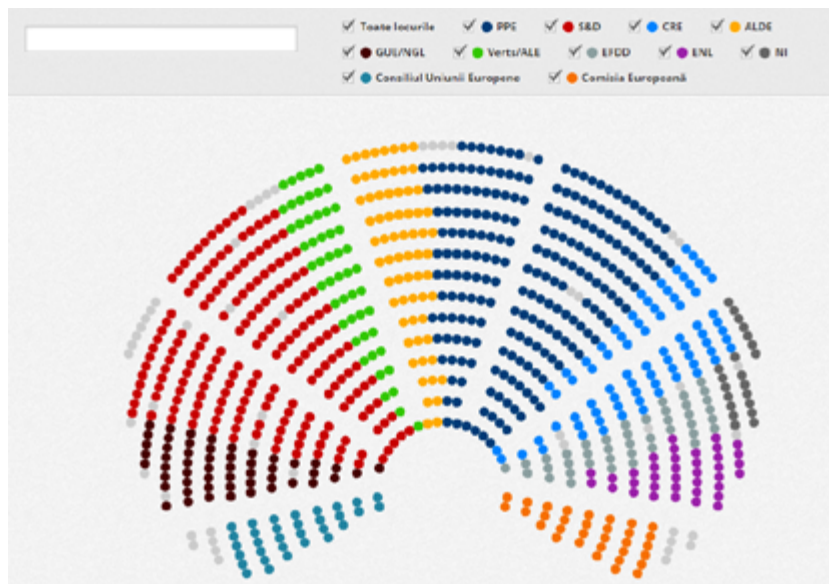 Toate locurile PPE S&D CRE ALDE
GUE/NGL Verts/ALE EFDD ENL NI
Consiliul Uniunii Europene Comisia Europeană